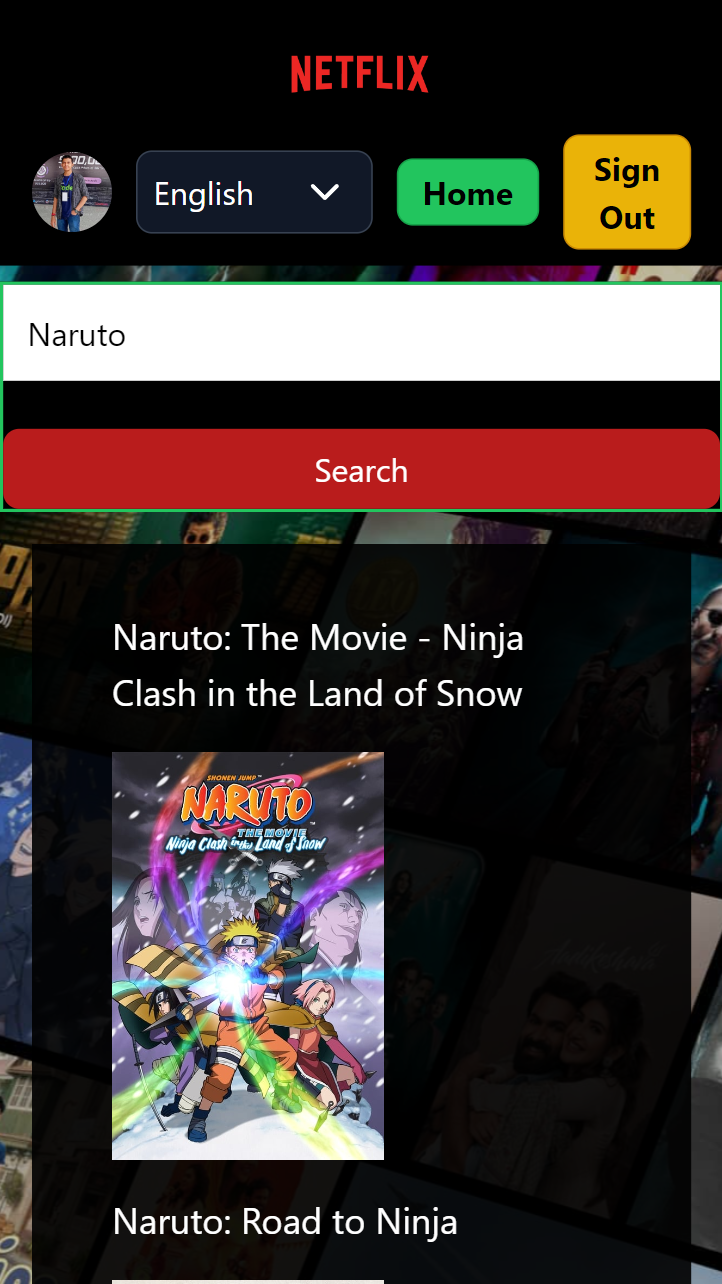 NETFLIX
English
Home
Sign
Out
Naruto
Search
Naruto: The Movie - Ninja
Clash in the Land of Snow
SHONEN JUMP™
NARUTO
THE MOVIE
Ninja Clash in the Land of Snow
Naruto: Road to Ninja